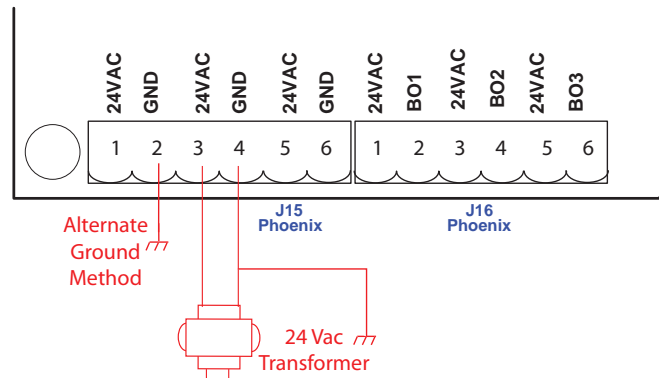 24VAC GND 24VAC GND 24VAC GND 24VAC BO1 24VAC BO2 24VAC BO3
1 2 3 4 5 6 1 2 3 4 5 6
J15
Phoenix
J16
Phoenix
Alternate
Ground
Method
24 Vac
Transformer